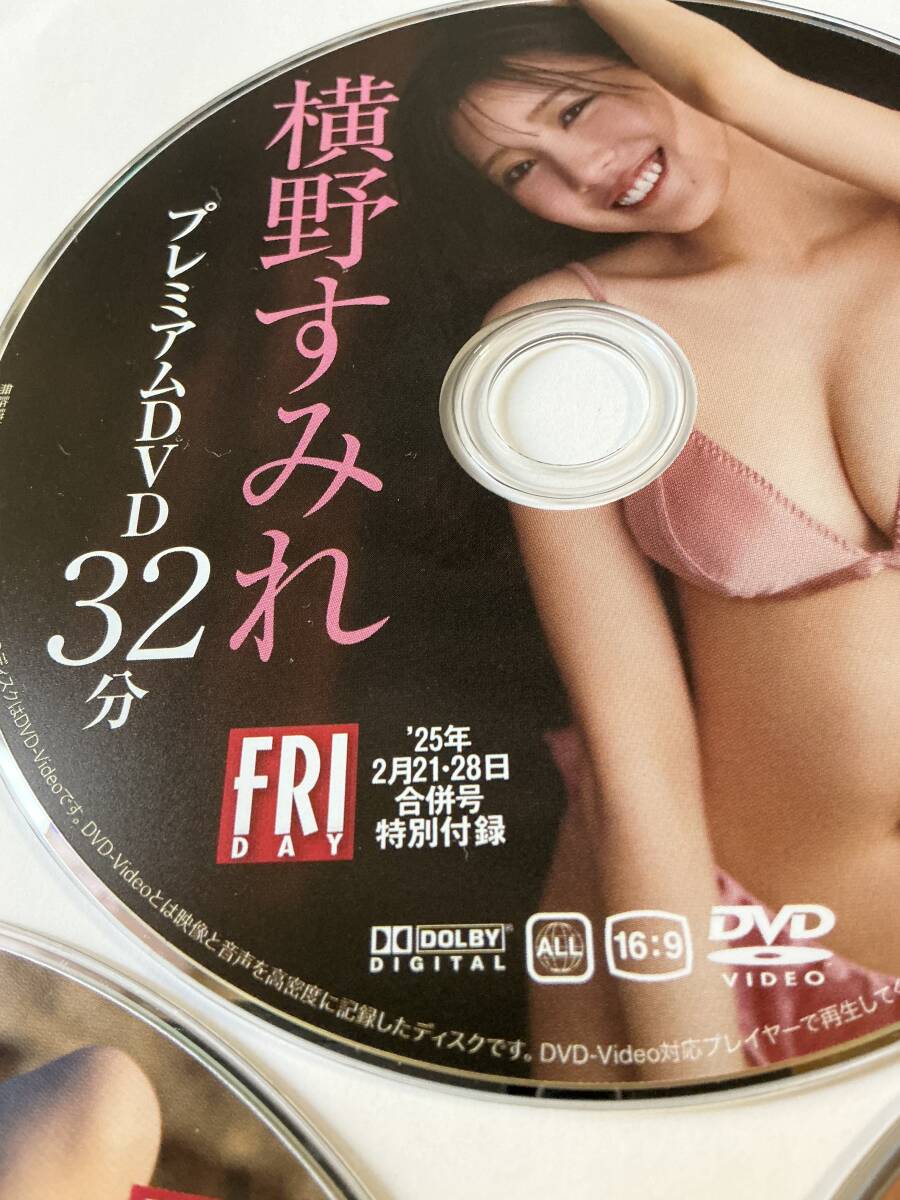 横野すみれ
プレミアムDVD
32分
FRI
DAY
'25年
2月21・28日
合併号
特別付録
DOLBY
DIGITAL
ALL
16:9
DVD
VIDEO
ディスクはDVD-Videoです。DVD-Videoとは映像と音声を高密度に記録したディスクです。DVD-Video対応プレイヤーで再生して